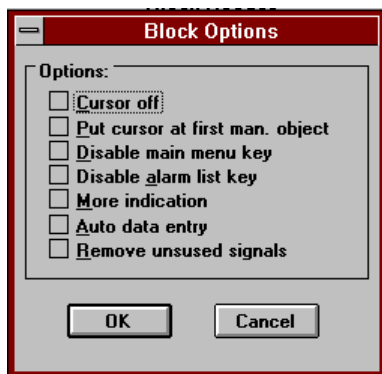 Block Options
Options:
Cursor off
Put cursor at first man. object
Disable main menu key
Disable alarm list key
More indication
Auto data entry
Remove unsused signals
OK
Cancel